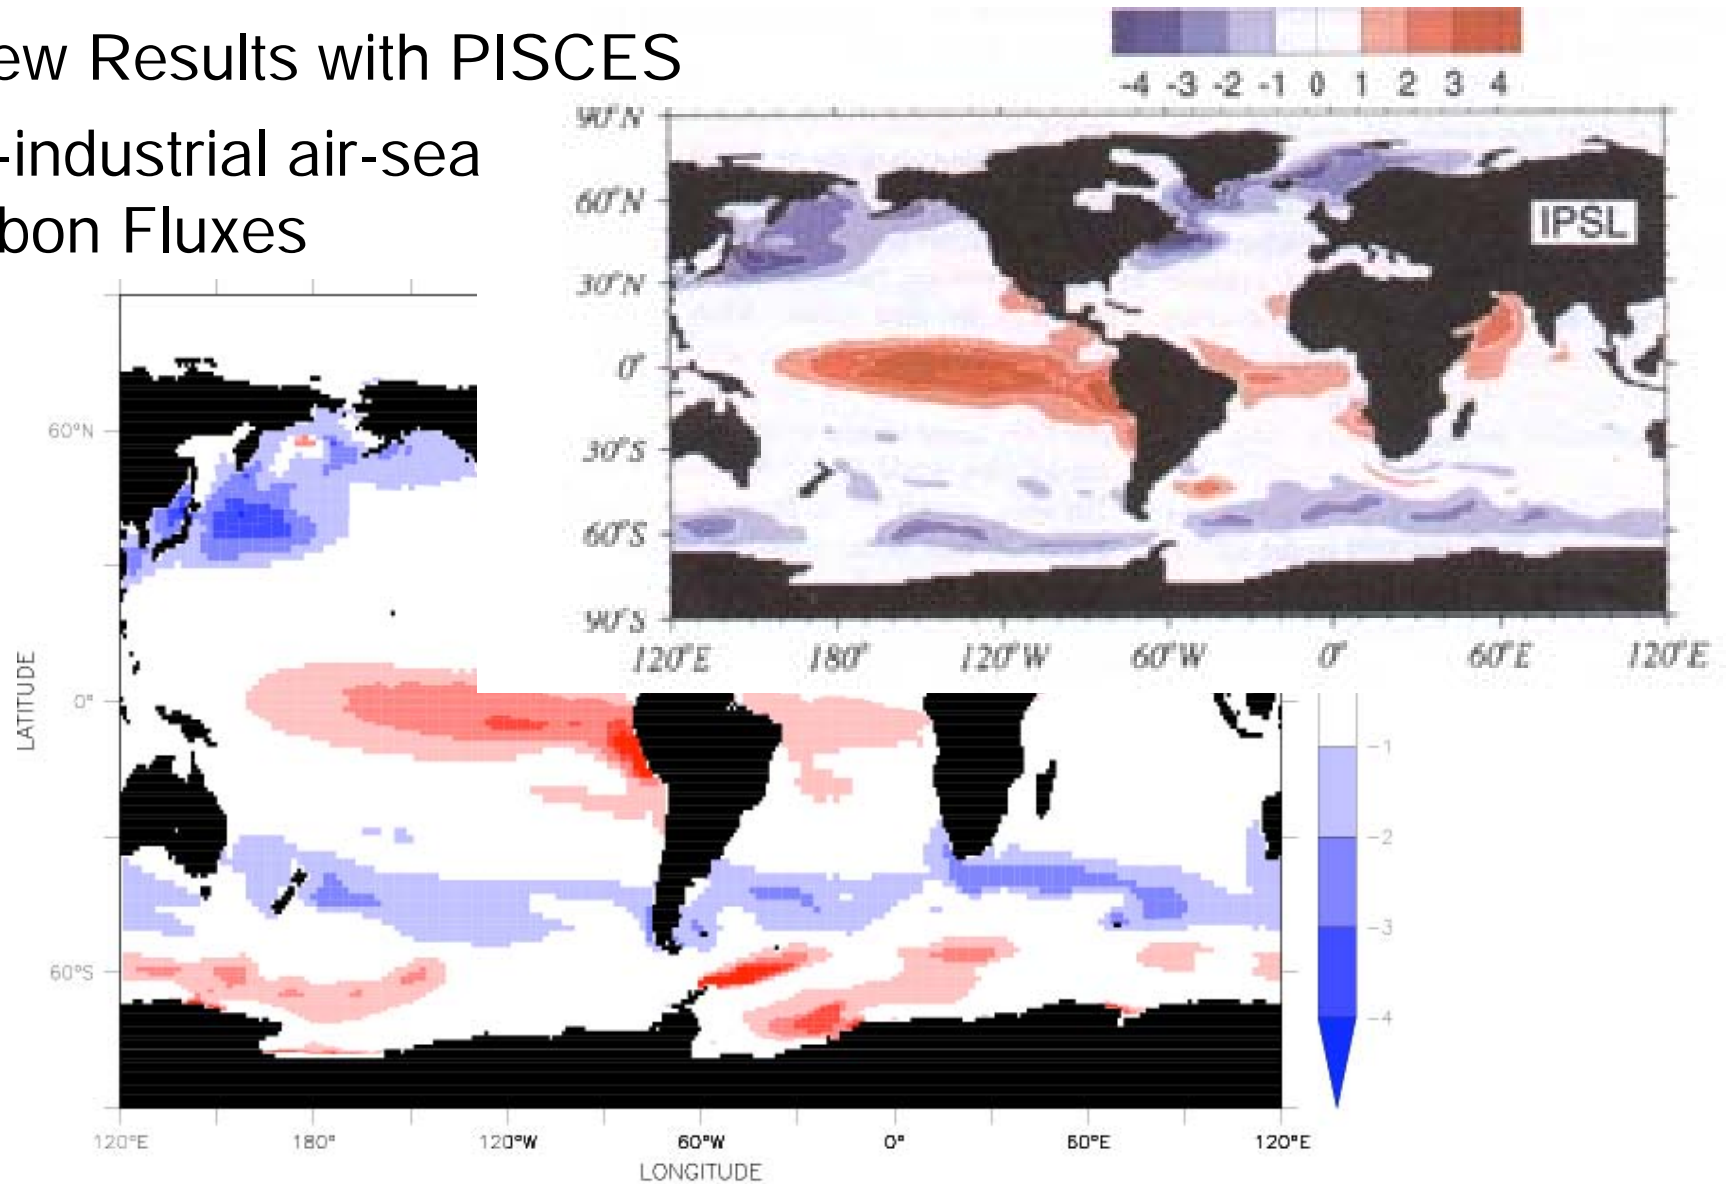 ew Results with PISCES
-industrial air-sea
bon Fluxes
-4 -3 -2 -1 0 1 2 3 4
90°N
60°N
30°N
0°
30°S
60°S
90°S
IPSL
120°E 180° 120°W 60°W 0° 60°E 120°E
60°N
0°
60°S
LATITUDE
-1
-2
-3
-4
120°E 180° 120°W 60°W 0° 60°E 120°E
LONGITUDE